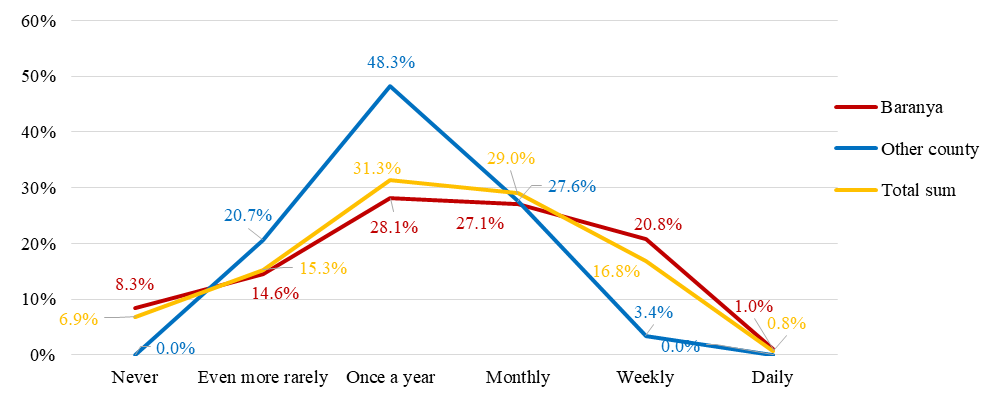 60%
50%
40%
30%
20%
10%
0%
48.3%
31.3%
29.0%
27.6%
28.1%
27.1%
20.7%
20.8%
15.3%
14.6%
16.8%
8.3%
6.9%
0.0%
3.4%
0.0%
1.0%
0.8%
Never
Even more rarely
Once a year
Monthly
Weekly
Daily
Baranya
Other county
Total sum